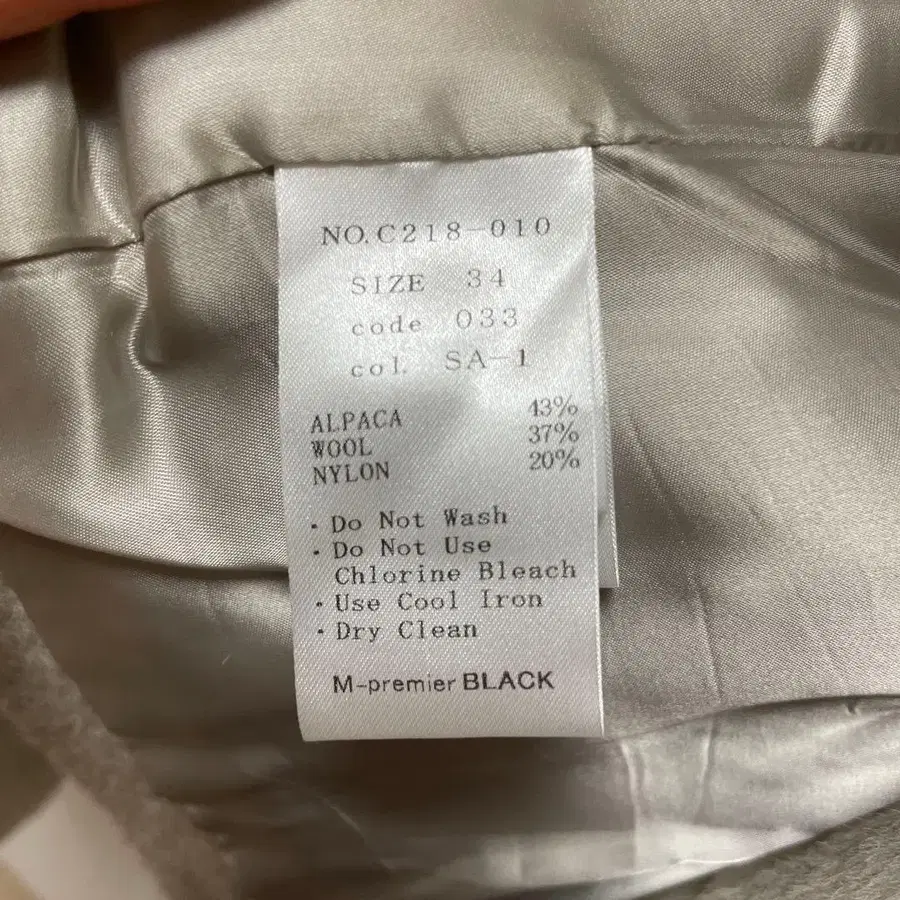 NO.C218-010
SIZE 34
code 033
col. SA-1
ALPACA 43%
WOOL 37%
NYLON 20%
・Do Not Wash
・Do Not Use
Chlorine Bleach
・Use Cool Iron
・Dry Clean
M-premier BLACK